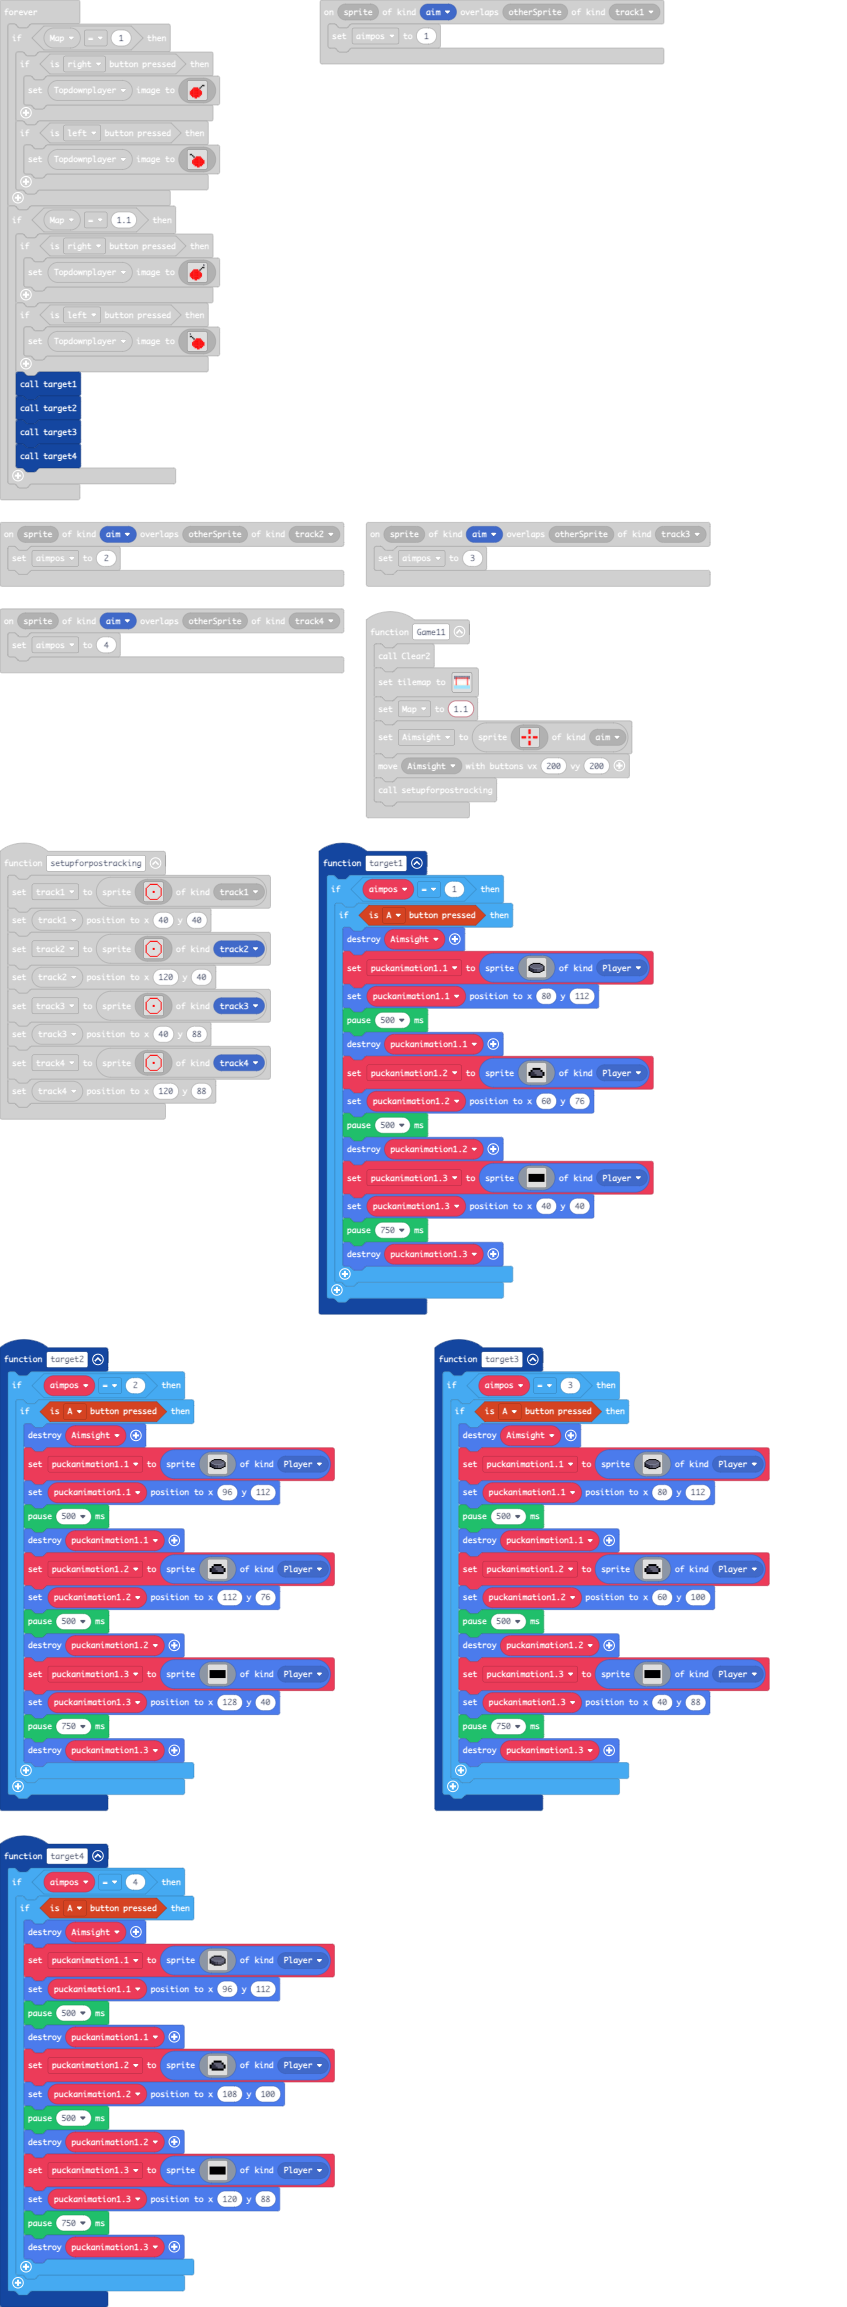 forever
if Map = 1 then
if is right button pressed then
set Topdownplayer image to
if is left button pressed then
set Topdownplayer image to
if Map = 1.1 then
if is right button pressed then
set Topdownplayer image to
if is left button pressed then
set Topdownplayer image to
call target1
call target2
call target3
call target4
on sprite of kind aim overlaps otherSprite of kind track1
set aimpos to 1
on sprite of kind aim overlaps otherSprite of kind track2
set aimpos to 2
on sprite of kind aim overlaps otherSprite of kind track3
set aimpos to 3
on sprite of kind aim overlaps otherSprite of kind track4
set aimpos to 4
function Game11
call Clear2
set tilemap to
set Map to 1.1
set Aimsight to sprite of kind aim
move Aimsight with buttons vx 200 vy 200
call setupforpostracking
function setupforpostracking
set track1 to sprite of kind track1
set track1 position to x 40 y 40
set track2 to sprite of kind track2
set track2 position to x 120 y 40
set track3 to sprite of kind track3
set track3 position to x 40 y 88
set track4 to sprite of kind track4
set track4 position to x 120 y 88
function target1
if aimpos = 1 then
if is A button pressed then
destroy Aimsight
set puckanimation1.1 to sprite of kind Player
set puckanimation1.1 position to x 80 y 112
pause 500 ms
destroy puckanimation1.1
set puckanimation1.2 to sprite of kind Player
set puckanimation1.2 position to x 60 y 76
pause 500 ms
destroy puckanimation1.2
set puckanimation1.3 to sprite of kind Player
set puckanimation1.3 position to x 40 y 40
pause 750 ms
destroy puckanimation1.3
function target2
if aimpos = 2 then
if is A button pressed then
destroy Aimsight
set puckanimation1.1 to sprite of kind Player
set puckanimation1.1 position to x 96 y 112
pause 500 ms
destroy puckanimation1.1
set puckanimation1.2 to sprite of kind Player
set puckanimation1.2 position to x 112 y 76
pause 500 ms
destroy puckanimation1.2
set puckanimation1.3 to sprite of kind Player
set puckanimation1.3 position to x 128 y 40
pause 750 ms
destroy puckanimation1.3
function target3
if aimpos = 3 then
if is A button pressed then
destroy Aimsight
set puckanimation1.1 to sprite of kind Player
set puckanimation1.1 position to x 80 y 112
pause 500 ms
destroy puckanimation1.1
set puckanimation1.2 to sprite of kind Player
set puckanimation1.2 position to x 60 y 100
pause 500 ms
destroy puckanimation1.2
set puckanimation1.3 to sprite of kind Player
set puckanimation1.3 position to x 40 y 88
pause 750 ms
destroy puckanimation1.3
function target4
if aimpos = 4 then
if is A button pressed then
destroy Aimsight
set puckanimation1.1 to sprite of kind Player
set puckanimation1.1 position to x 96 y 112
pause 500 ms
destroy puckanimation1.1
set puckanimation1.2 to sprite of kind Player
set puckanimation1.2 position to x 108 y 100
pause 500 ms
destroy puckanimation1.2
set puckanimation1.3 to sprite of kind Player
set puckanimation1.3 position to x 120 y 88
pause 750 ms
destroy puckanimation1.3